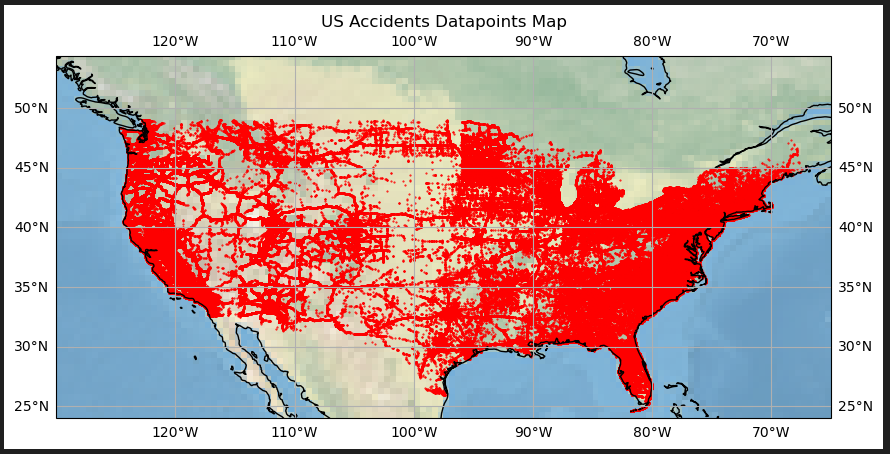 US Accidents Datapoints Map
120°W 110°W 100°W 90°W 80°W 70°W
50°N 50°N
45°N 45°N
40°N 40°N
35°N 35°N
30°N 30°N
25°N 25°N
120°W 110°W 100°W 90°W 80°W 70°W